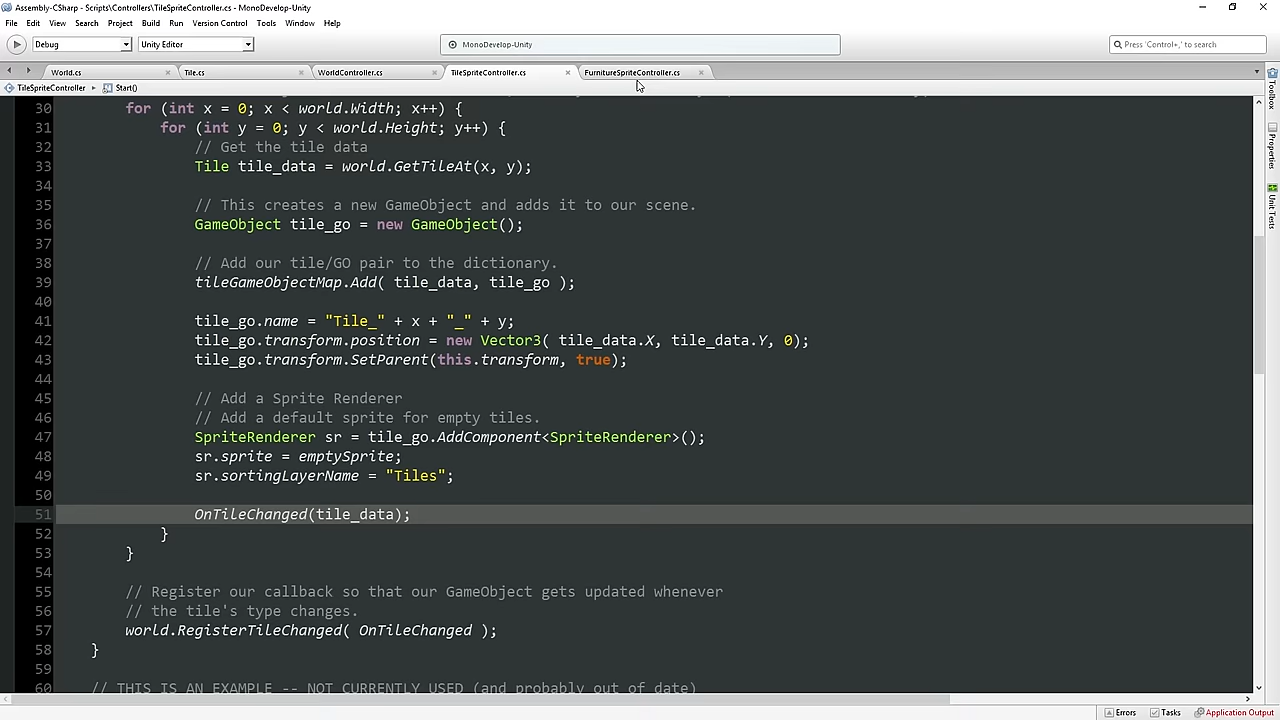 Assembly-CSharp - Scripts\Controllers\TileSpriteController.cs - MonoDevelop-Unity
File Edit View Search Project Build Run Version Control Tools Window Help
Debug Unity Editor MonoDevelop-Unity Press 'Control+,' to search
World.cs Tile.cs WorldController.cs TileSpriteController.cs FurnitureSpriteController.cs
TileSpriteController Start()
30 for (int x = 0; x < world.Width; x++) {
31 for (int y = 0; y < world.Height; y++) {
32 // Get the tile data
33 Tile tile_data = world.GetTileAt(x, y);
34
35 // This creates a new GameObject and adds it to our scene.
36 GameObject tile_go = new GameObject();
37
38 // Add our tile/GO pair to the dictionary.
39 tileGameObjectMap.Add( tile_data, tile_go );
40
41 tile_go.name = "Tile_" + x + "_" + y;
42 tile_go.transform.position = new Vector3( tile_data.X, tile_data.Y, 0);
43 tile_go.transform.SetParent(this.transform, true);
44
45 // Add a Sprite Renderer
46 // Add a default sprite for empty tiles.
47 SpriteRenderer sr = tile_go.AddComponent<SpriteRenderer>();
48 sr.sprite = emptySprite;
49 sr.sortingLayerName = "Tiles";
50
51 OnTileChanged(tile_data);
52 }
53 }
54
55 // Register our callback so that our GameObject gets updated whenever
56 // the tile's type changes.
57 world.RegisterTileChanged( OnTileChanged );
58 }
59
60 // THIS IS AN EXAMPLE -- NOT CURRENTLY USED (and probably out of date)
Toolbox
Properties
Unit Tests
Errors Tasks Application Output